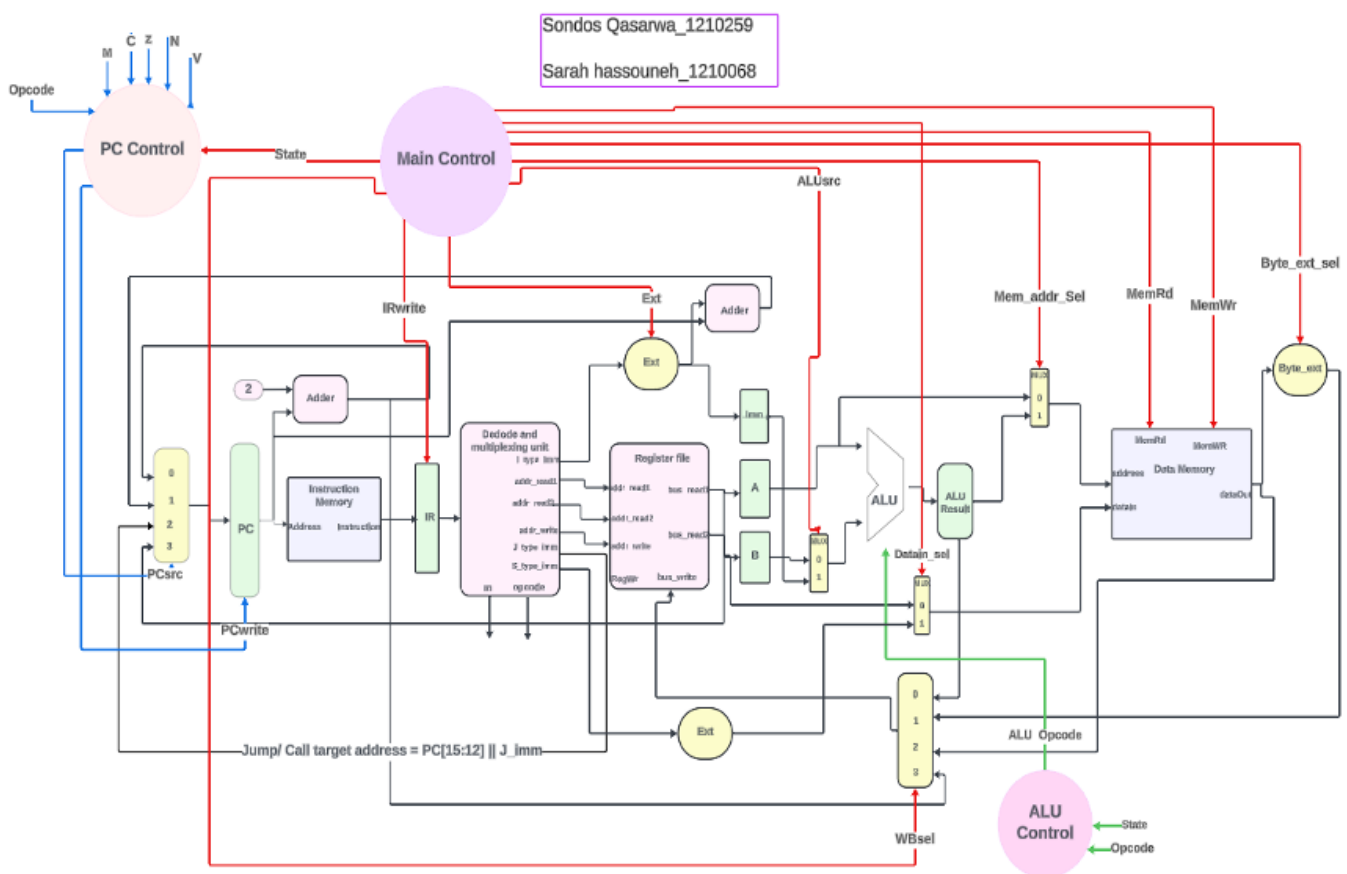 Sondos Qasarwa_1210259
Sarah hassouneh_1210068
M
C
Z
N
V
Opcode
PC Control
State
Main Control
ALUsrc
Byte_ext_sel
Mem_addr_Sel
MemRd
MemWr
IRwrite
Ext
Adder
Ext
Byte_ext
2
Adder
Imm
MUX
0
1
Dedode and
multiplexing unit
I_type Imm
addr_read1
addr_read2
addr_write
J_type imm
S_type_imm
m
opcode
Register file
addr_read1
addr_read2
addr_write
RegWr
bus_write
bus_read1
bus_read2
MemRd
MemWR
Data Memory
address
dataIn
dataOut
0
1
2
3
PCsrc
PC
Instruction
Memory
Address
Instruction
IR
A
B
MUX
0
1
ALU
ALU
Result
Datain_sel
MUX
0
1
PCwrite
0
1
2
3
Ext
Jump/ Call target address = PC[15:12] || J_imm
ALU Opcode
ALU
Control
State
Opcode
WBsel